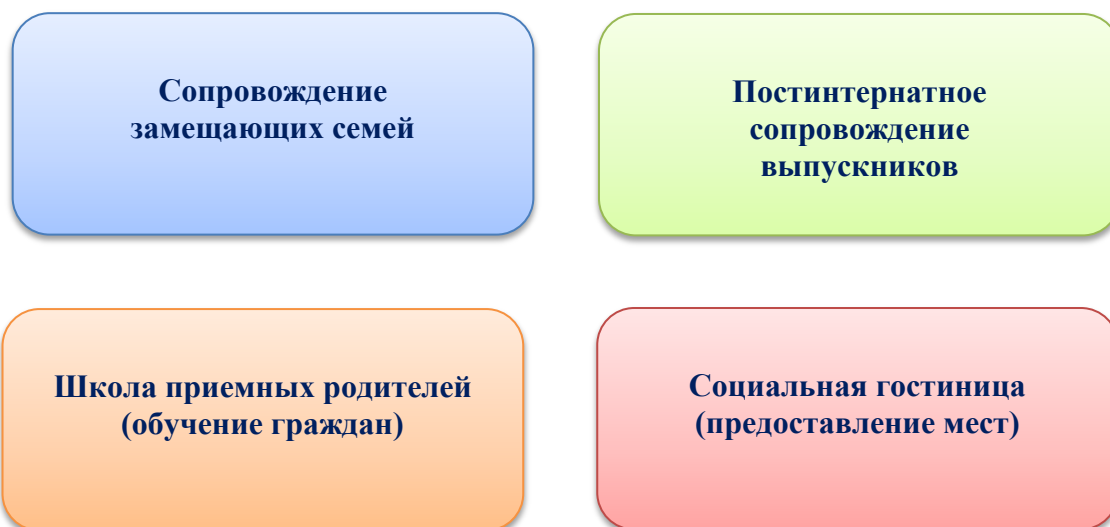 Сопровождение
замещающих семей
Постинтернатное
сопровождение
выпускников
Школа приемных родителей
(обучение граждан)
Социальная гостиница
(предоставление мест)